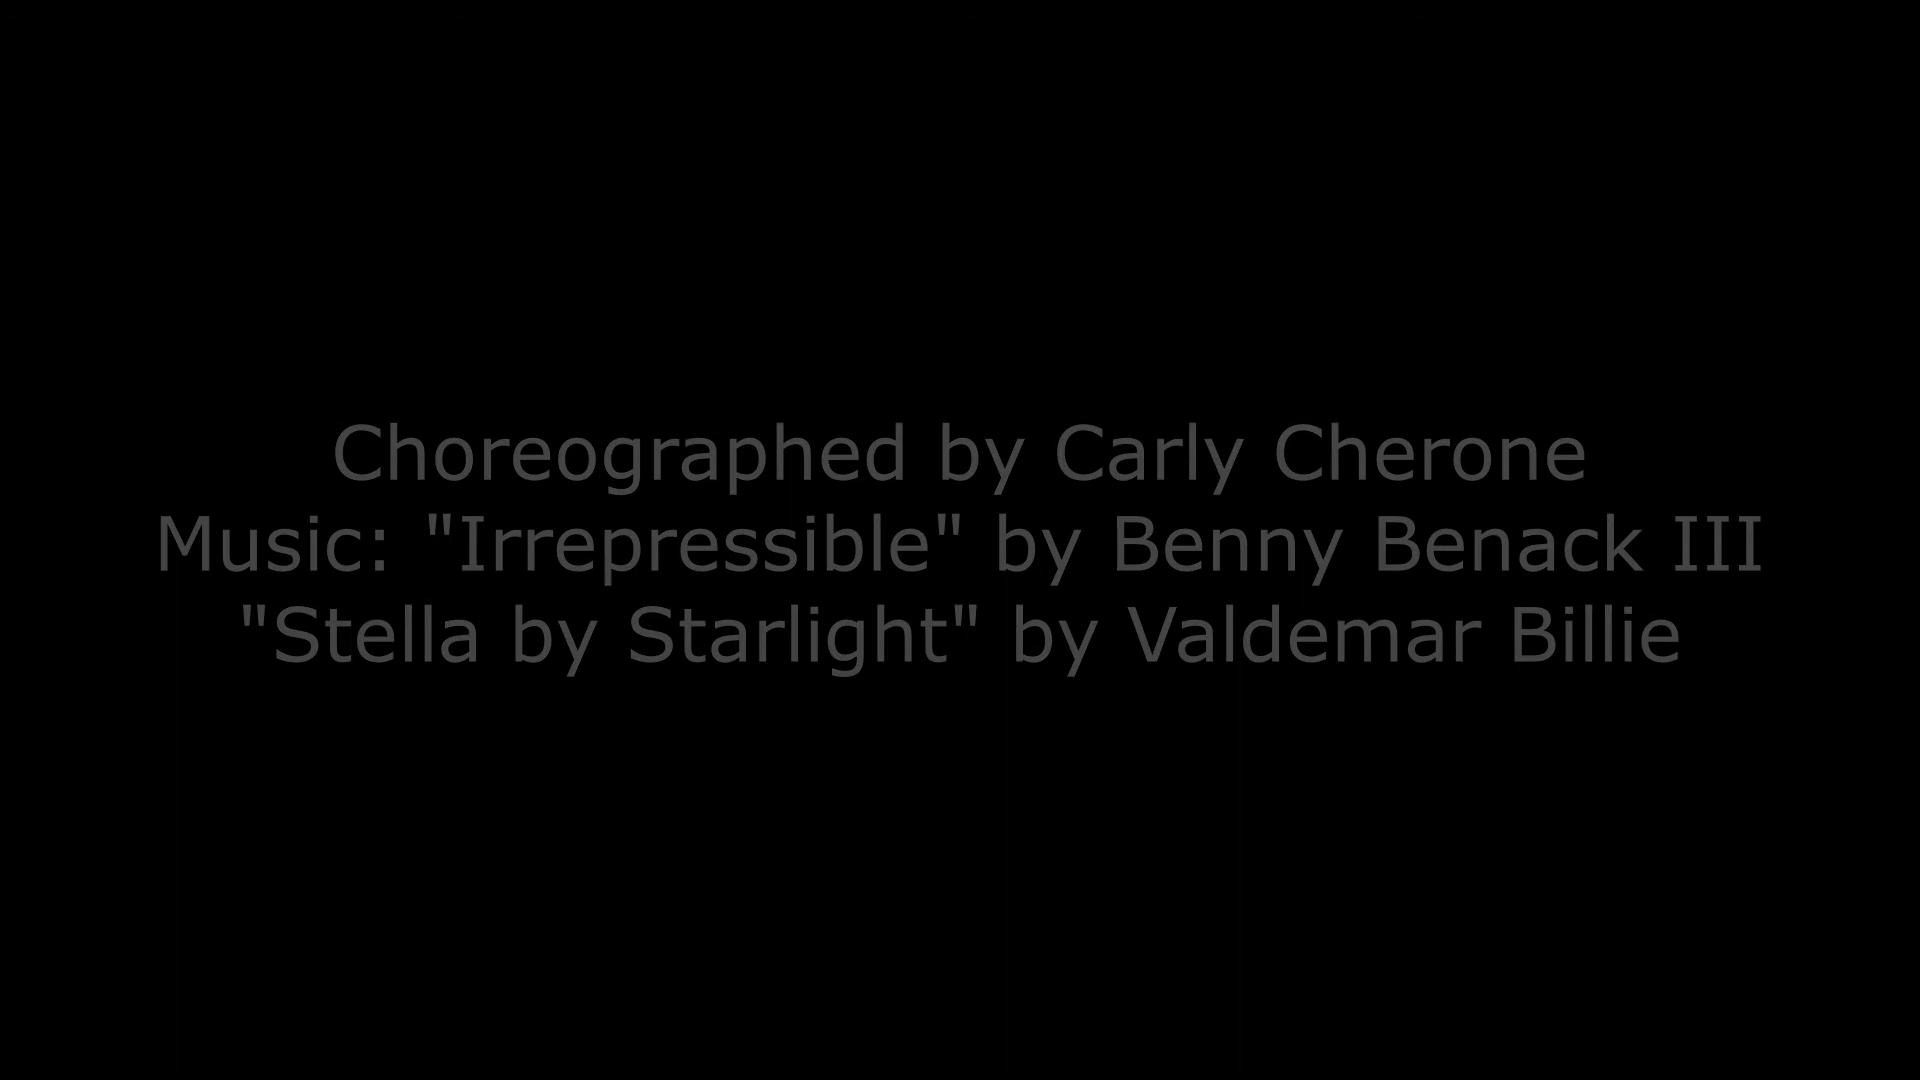 Choreographed by Carly Cherone
Music: "Irrepressible" by Benny Benack III
"Stella by Starlight" by Valdemar Billie